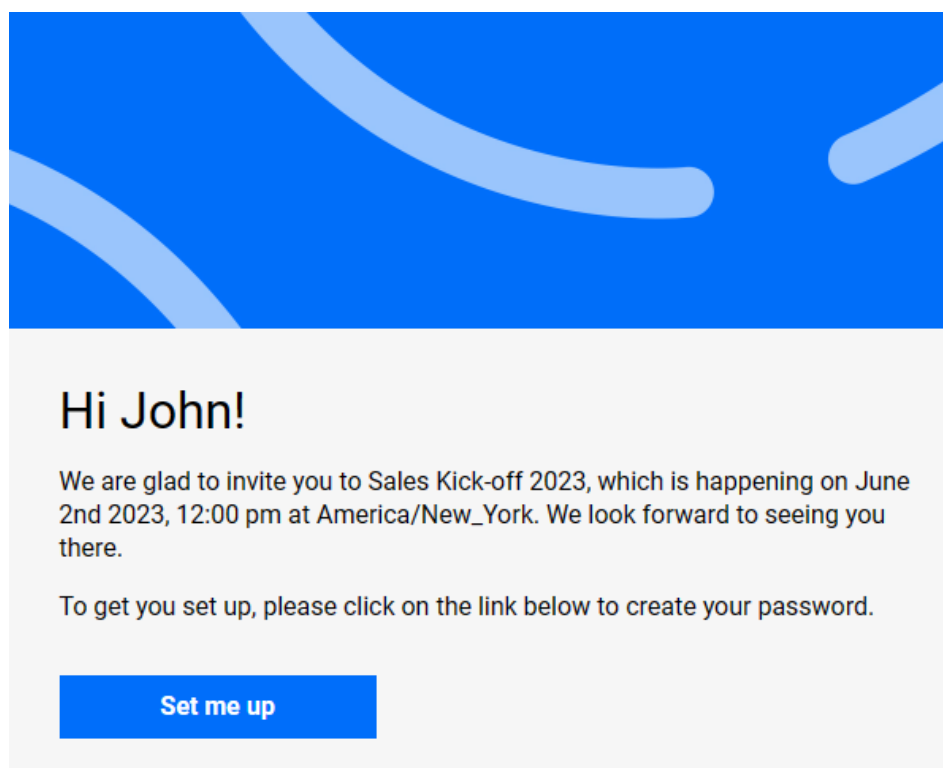 Hi John!
We are glad to invite you to Sales Kick-off 2023, which is happening on June
2nd 2023, 12:00 pm at America/New_York. We look forward to seeing you
there.
To get you set up, please click on the link below to create your password.
Set me up